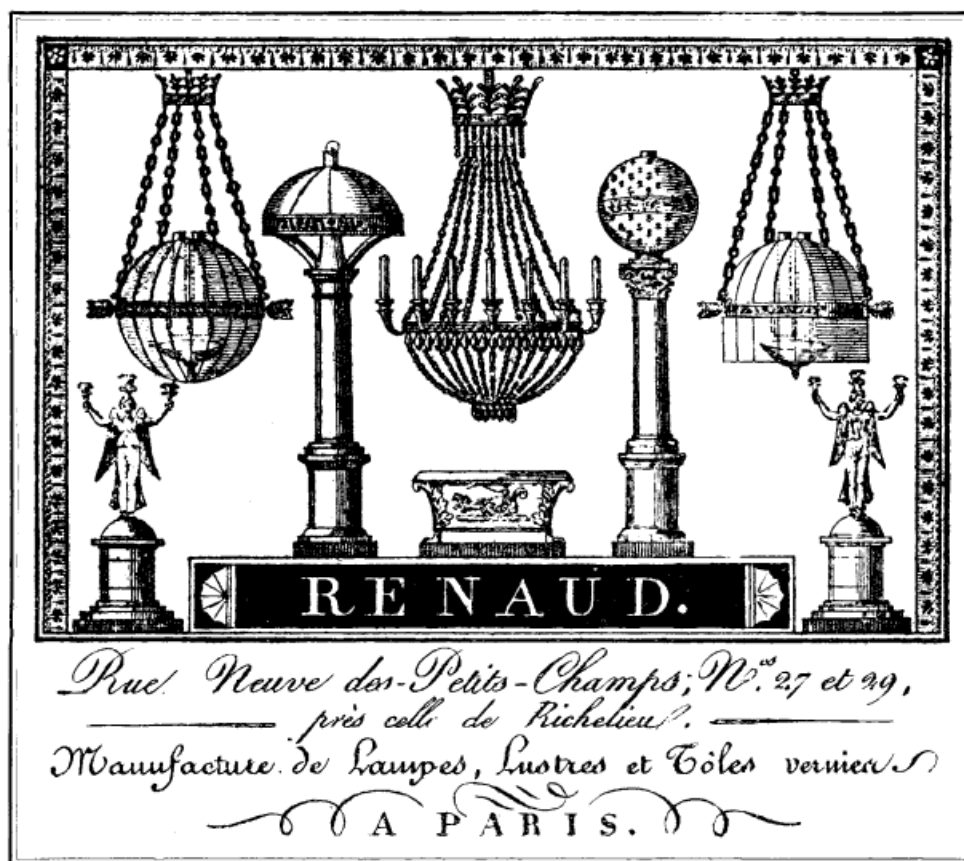 RENAUD.
Rue Neuve des-Petits-Champs, N.os 27 et 29,
près celle de Richelieu.
Manufacture de Lampes, Lustres et Tôles vernies
A PARIS.